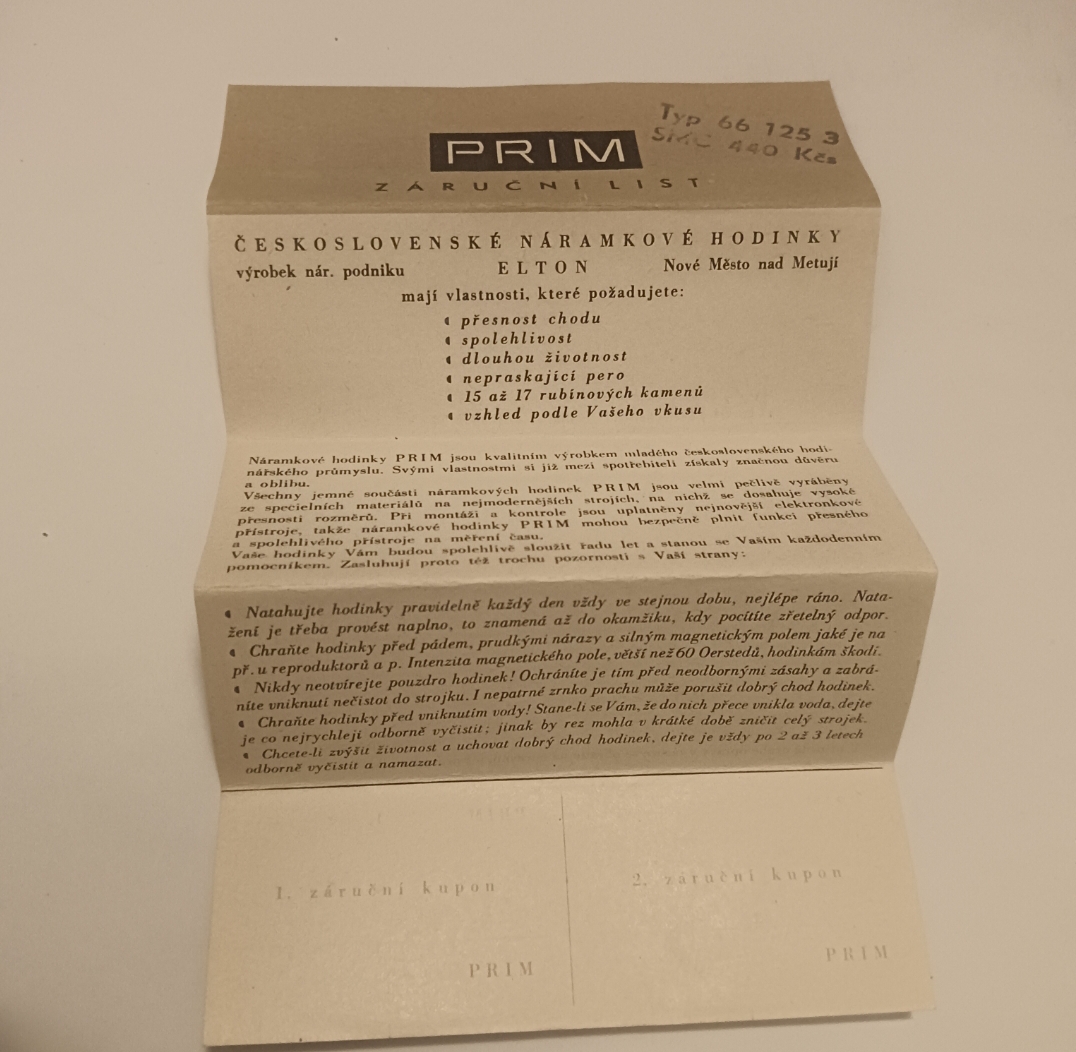 Typ 66 125 3
SMC 440 Kčs
PRIM
ZÁRUČNÍ LIST
ČESKOSLOVENSKÉ NÁRAMKOVÉ HODINKY
výrobek nár. podniku ELTON Nové Město nad Metují
mají vlastnosti, které požadujete:
přesnost chodu
spolehlivost
dlouhou životnost
nepraskající pero
15 až 17 rubínových kamenů
vzhled podle Vašeho vkusu
Náramkové hodinky PRIM jsou kvalitním výrobkem mladého československého hodi-
nářského průmyslu. Svými vlastnostmi si již mezi spotřebiteli získaly značnou důvěru
a oblibu.
Všechny jemné součásti náramkových hodinek PRIM jsou velmi pečlivě vyráběny
ze specielních materiálů na nejmodernějších strojích, na nichž se dosahuje vysoké
přesnosti rozměrů. Při montáži a kontrole jsou uplatněny nejnovější elektronkové
přístroje, takže náramkové hodinky PRIM mohou bezpečně plnit funkci přesného
a spolehlivého přístroje na měření času.
Vaše hodinky Vám budou spolehlivě sloužit řadu let a stanou se Vaším každodenním
pomocníkem. Zasluhují proto též trochu pozornosti s Vaší strany:
Natahujte hodinky pravidelně každý den vždy ve stejnou dobu, nejlépe ráno. Nata-
žení je třeba provést naplno, to znamená až do okamžiku, kdy pocítíte zřetelný odpor.
Chraňte hodinky před pádem, prudkými nárazy a silným magnetickým polem jaké je na
př. u reproduktorů a p. Intenzita magnetického pole, větší než 60 Oerstedů, hodinkám škodí.
Nikdy neotvírejte pouzdro hodinek! Ochráníte je tím před neodbornými zásahy a zabrá-
níte vniknutí nečistot do strojku. I nepatrné zrnko prachu může porušit dobrý chod hodinek.
Chraňte hodinky před vniknutím vody! Stane-li se Vám, že do nich přece vnikla voda, dejte
je co nejrychleji odborně vyčistit; jinak by rez mohla v krátké době zničit celý strojek.
Chcete-li zvýšit životnost a uchovat dobrý chod hodinek, dejte je vždy po 2 až 3 letech
odborně vyčistit a namazat.
1. záruční kupon
2. záruční kupon
PRIM
PRIM